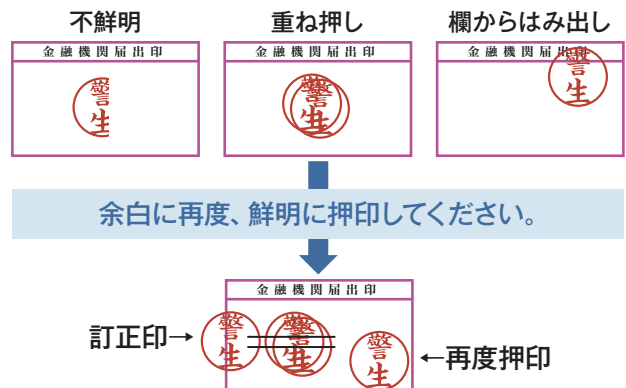 不鮮明
重ね押し
欄からはみ出し
金融機関届出印
金融機関届出印
金融機関届出印
警生
警生
警生
警生
余白に再度、鮮明に押印してください。
金融機関届出印
訂正印→
警生
警生
警生
警生
←再度押印